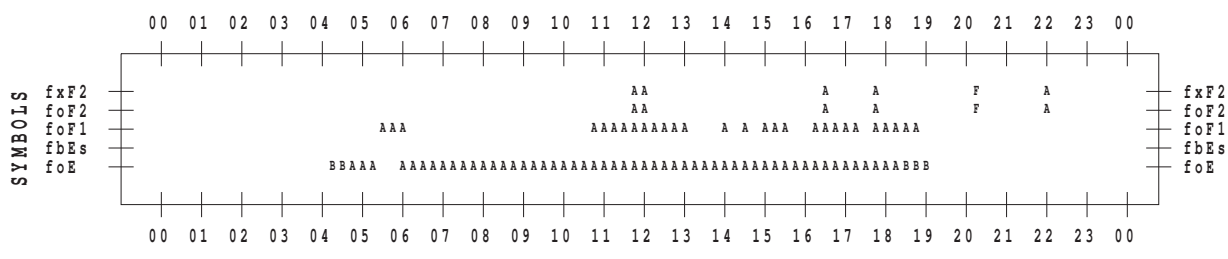 00 01 02 03 04 05 06 07 08 09 10 11 12 13 14 15 16 17 18 19 20 21 22 23 00
SYMBOLS
fxF2 AA A A F A fxF2
foF2 AA A A F A foF2
foF1 AAA AAAAAAAAAA A A AAA AAAAA AAAAA foF1
fbEs fbEs
foE BBAAA AAAAAAAAAAAAAAAAAAAAAAAAAAAAAAAAAAAAAAAAAAAAAAAAAABBB foE
00 01 02 03 04 05 06 07 08 09 10 11 12 13 14 15 16 17 18 19 20 21 22 23 00